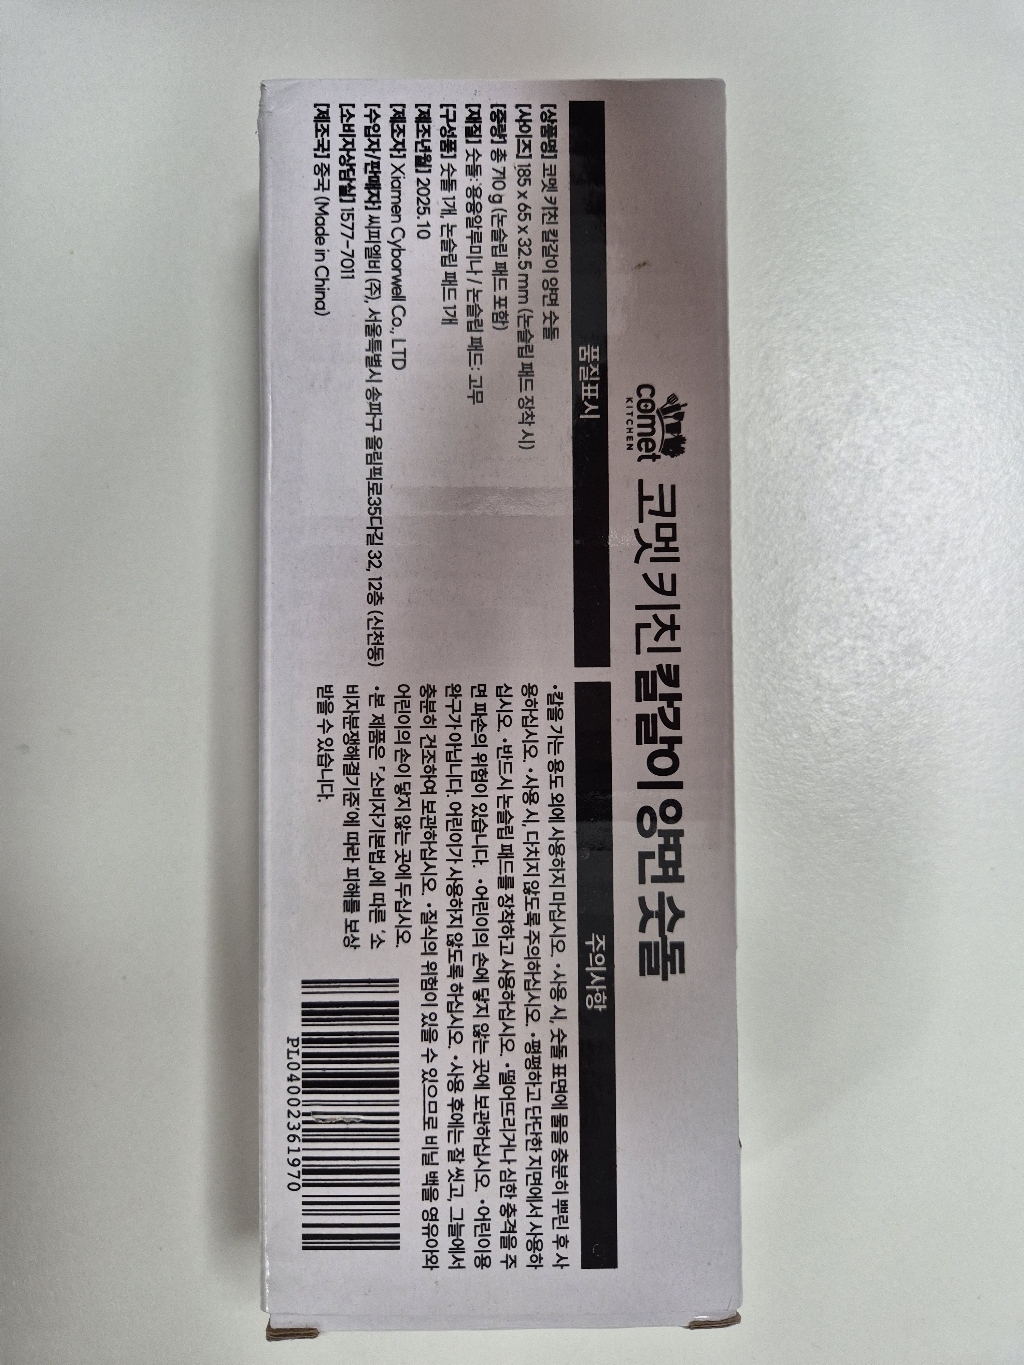 comet
KITCHEN
코멧 키친 칼갈이 양면 숫돌
품질표시
[상품명] 코멧 키친 칼갈이 양면 숫돌
[사이즈] 185 x 65 x 32.5 mm (논슬립 패드 장착 시)
[중량] 총 710 g (논슬립 패드 포함)
[재질] 숫돌: 용융알루미나 / 논슬립 패드: 고무
[구성품] 숫돌 1개, 논슬립 패드 1개
[제조년월] 2025.10
[제조자] Xiamen Cyborwell Co., LTD
[수입자/판매자] 씨피엘비 (주), 서울특별시 송파구 올림픽로35다길 32, 12층 (신천동)
[소비자상담실] 1577-7011
[제조국] 중국 (Made in China)
주의사항
•칼을 가는 용도 외에 사용하지 마십시오. •사용 시, 숫돌 표면에 물을 충분히 뿌린 후 사
용하십시오. •사용 시, 다치지 않도록 주의하십시오. •평평하고 단단한 지면에서 사용하
십시오. •반드시 논슬립 패드를 장착하고 사용하십시오. •떨어뜨리거나 심한 충격을 주
면 파손의 위험이 있습니다. •어린이의 손에 닿지 않는 곳에 보관하십시오. •어린이용
완구가 아닙니다. 어린이가 사용하지 않도록 하십시오. •사용 후에는 잘 씻고, 그늘에서
충분히 건조하여 보관하십시오. •질식의 위험이 있을 수 있으므로 비닐 백을 영유아와
어린이의 손이 닿지 않는 곳에 두십시오.
•본 제품은 「소비자기본법」에 따른 '소
비자분쟁해결기준'에 따라 피해를 보상
받을 수 있습니다.
PL04002361970